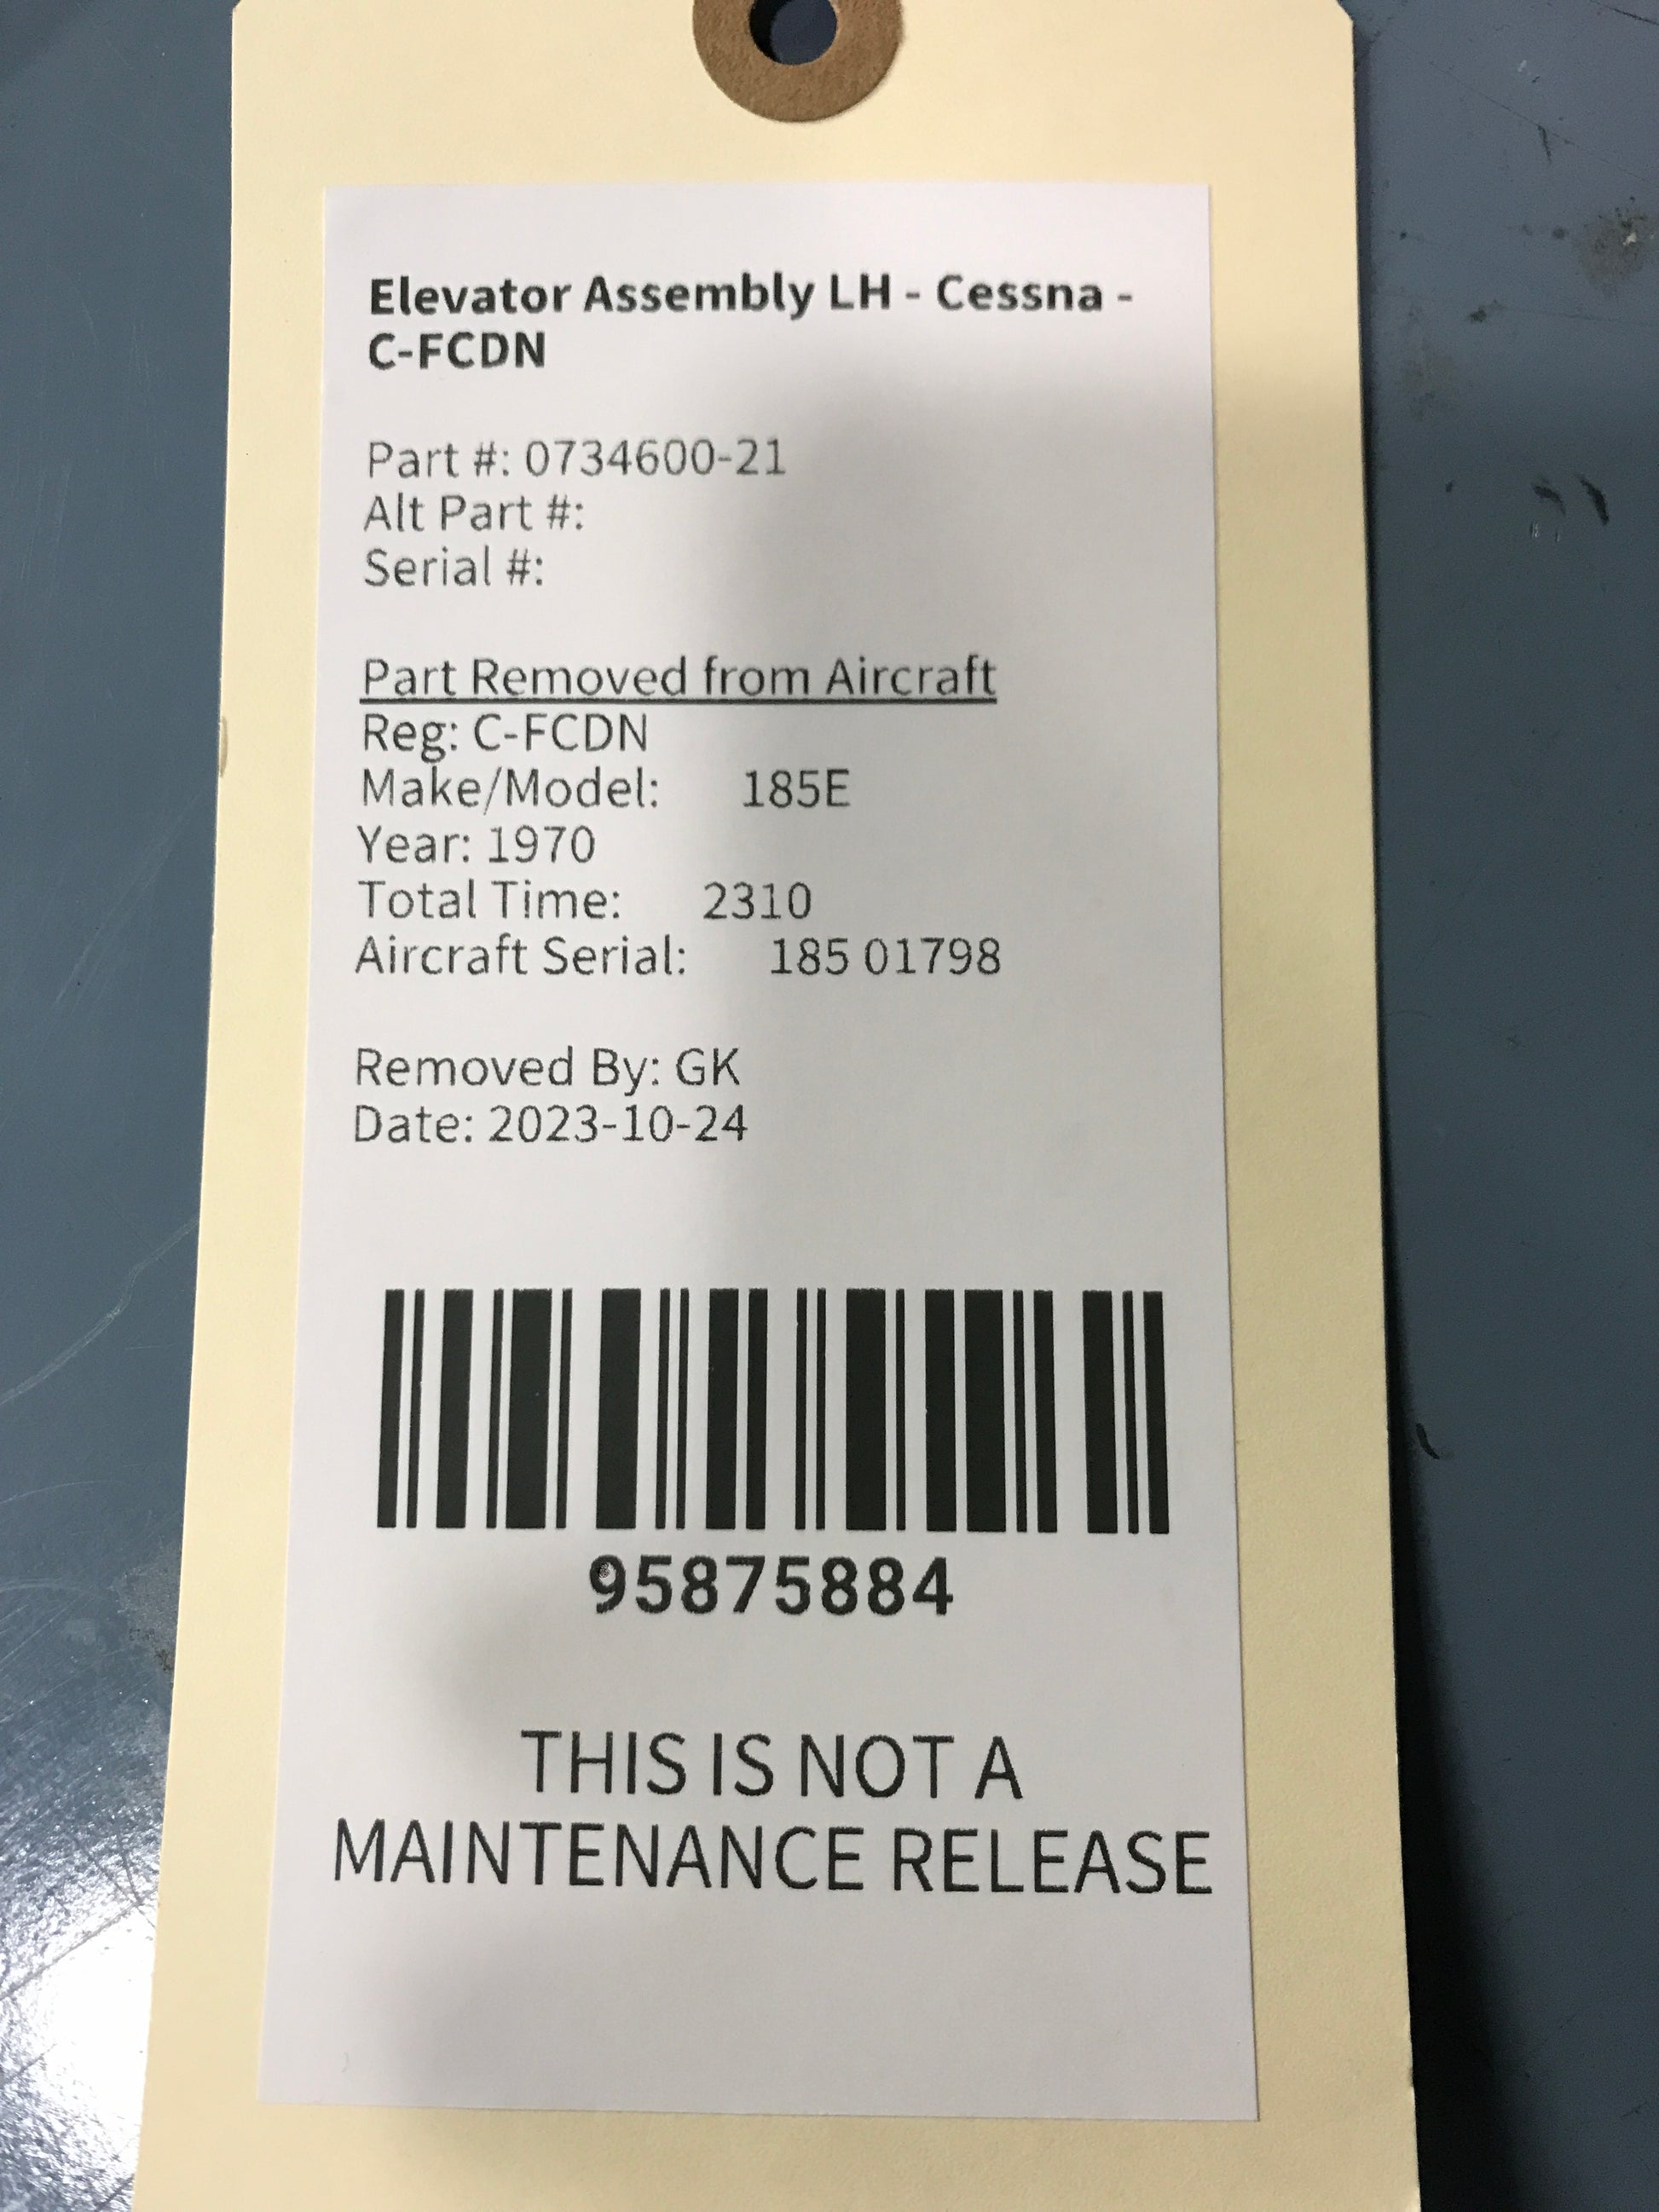 Elevator Assembly LH - Cessna -
C-FCDN
Part #: 0734600-21
Alt Part #:
Serial #:
Part Removed from Aircraft
Reg: C-FCDN
Make/Model: 185E
Year: 1970
Total Time: 2310
Aircraft Serial: 185 01798
Removed By: GK
Date: 2023-10-24
95875884
THIS IS NOT A
MAINTENANCE RELEASE